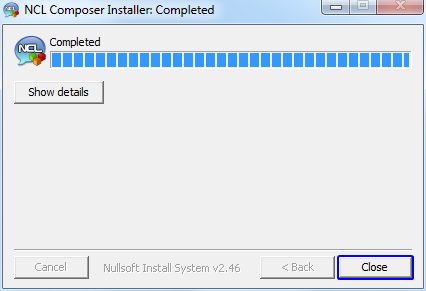 NCL Composer Installer: Completed
NCL
Completed
Show details
Cancel
Nullsoft Install System v2.46
< Back
Close